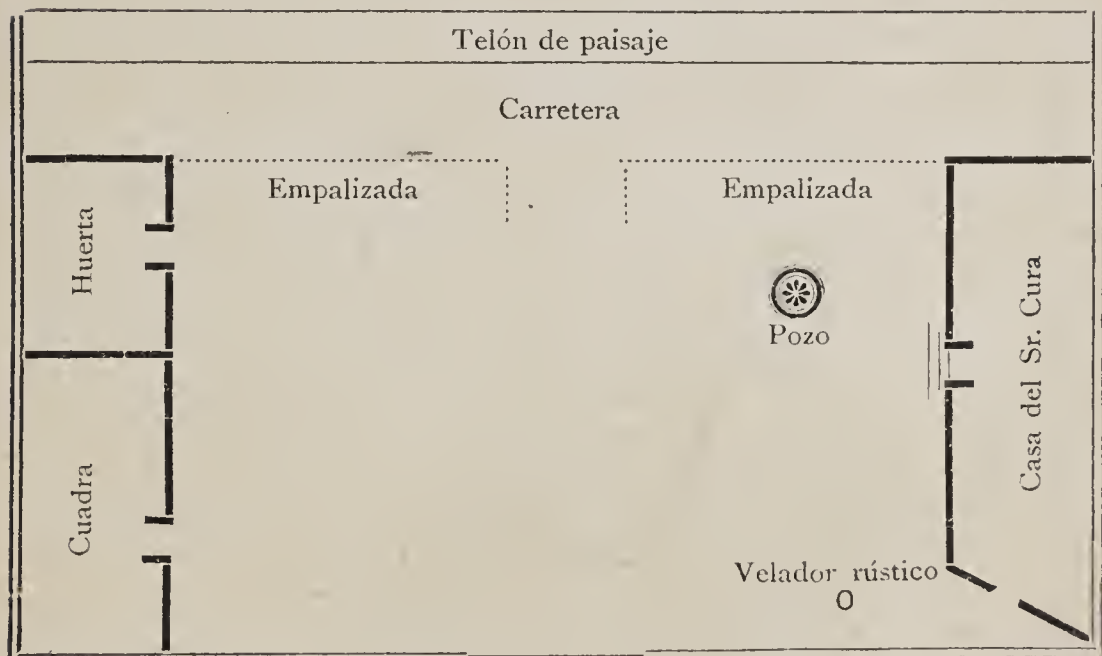 Telón de paisaje
Carretera
Empalizada
Empalizada
Huerta
Pozo
Casa del Sr. Cura
Cuadra
Velador rústico